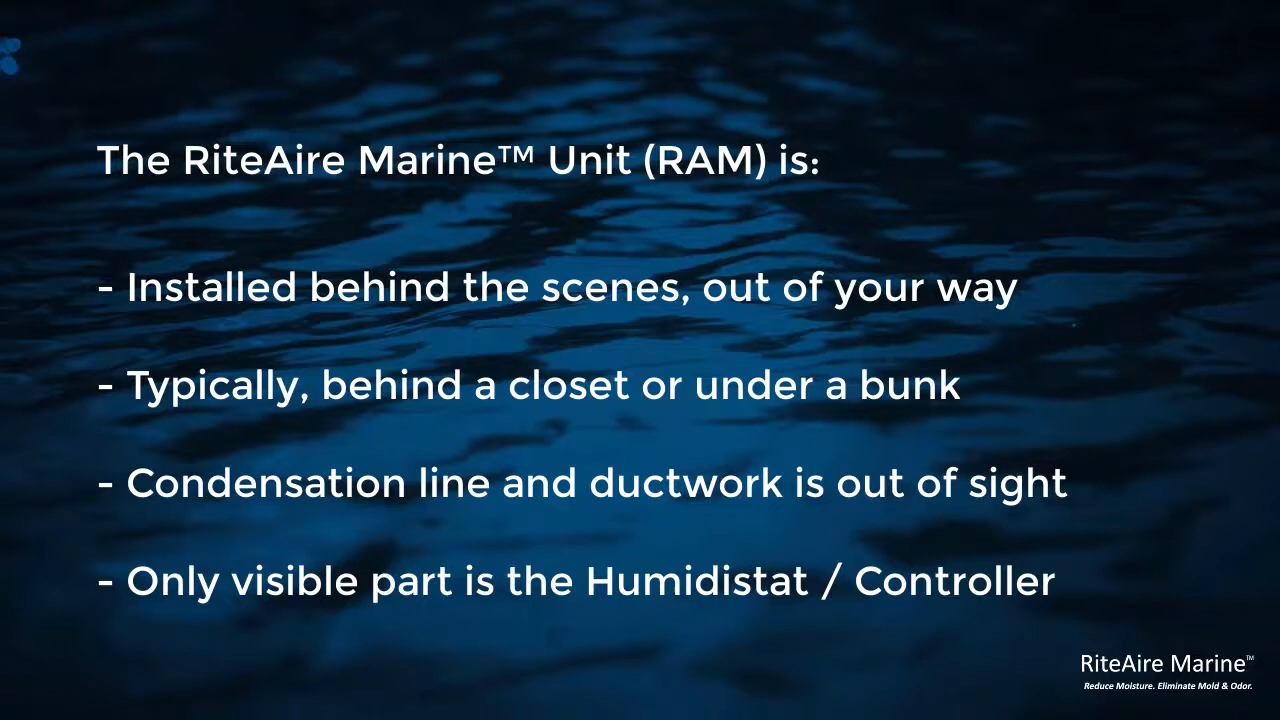 The RiteAire Marine™ Unit (RAM) is:
- Installed behind the scenes, out of your way
- Typically, behind a closet or under a bunk
- Condensation line and ductwork is out of sight
- Only visible part is the Humidistat / Controller
RiteAire Marine™
Reduce Moisture. Eliminate Mold & Odor.